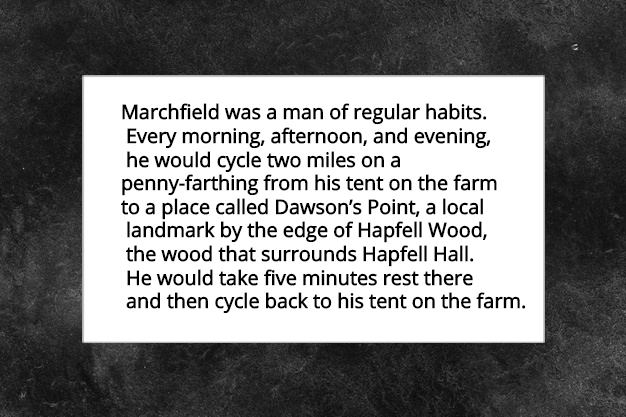 Marchfield was a man of regular habits.
Every morning, afternoon, and evening,
he would cycle two miles on a
penny-farthing from his tent on the farm
to a place called Dawson’s Point, a local
landmark by the edge of Hapfell Wood,
the wood that surrounds Hapfell Hall.
He would take five minutes rest there
and then cycle back to his tent on the farm.